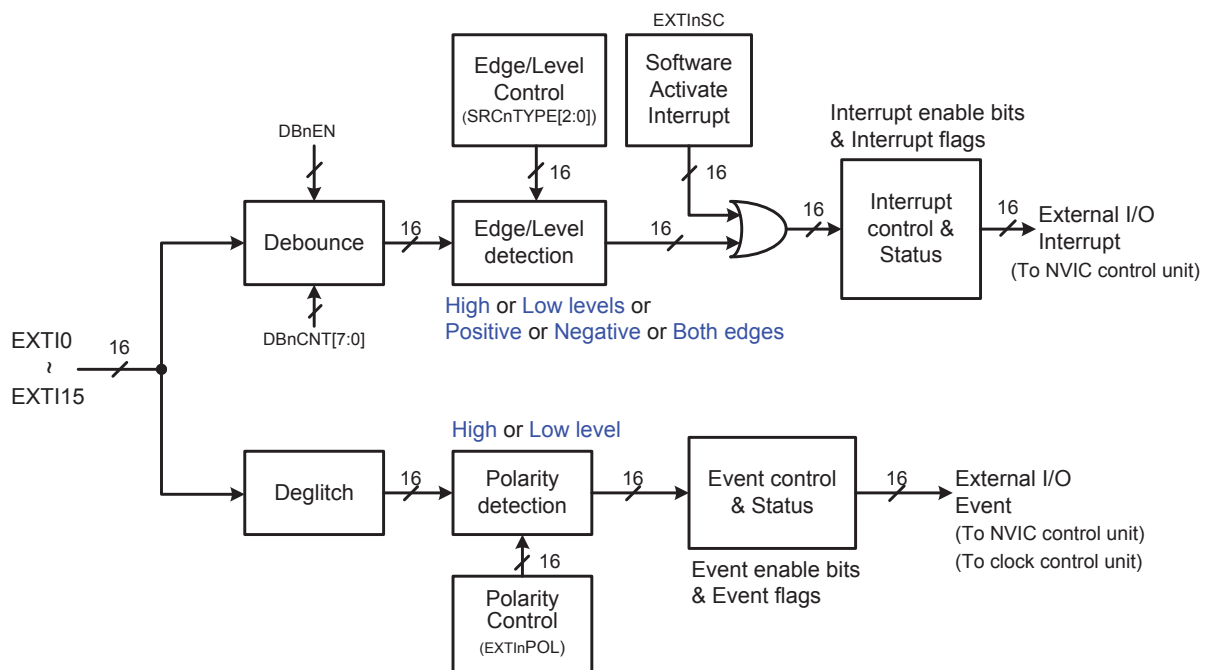 EXTInSC
Edge/Level
Control
(SRCnTYPE[2:0])
Software
Activate
Interrupt
DBnEN
16
16
Interrupt enable bits
& Interrupt flags
Debounce
16
Edge/Level
detection
16
16
Interrupt
control &
Status
16
External I/O
Interrupt
(To NVIC control unit)
DBnCNT[7:0]
High or Low levels or
Positive or Negative or Both edges
EXTI0
~
EXTI15
16
High or Low level
Deglitch
16
Polarity
detection
16
Event control
& Status
16
External I/O
Event
(To NVIC control unit)
(To clock control unit)
16
Event enable bits
& Event flags
Polarity
Control
(EXTInPOL)